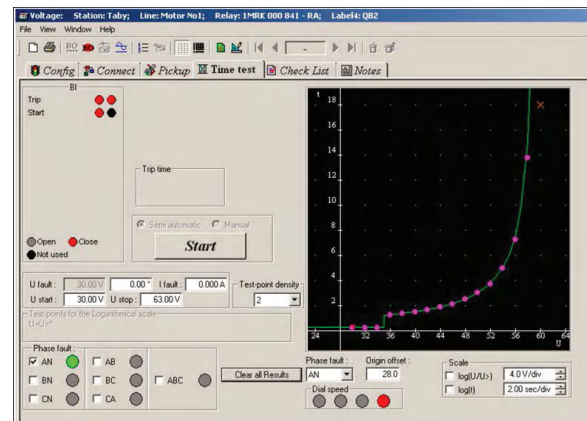 Voltage: Station: Taby; Line: Motor No1; Relay: 1MRK 000 841 - RA; Label4: QB2
File View Window Help
Config Connect Pickup Time test Check List Notes
BI
Trip
Start
Open Close
Not used
Trip time
Semi automatic Manual
Start
U fault : 30.00 V 0.00 ° I fault : 0.000 A
U start : 30.00 V U stop : 63.00 V
Test-point density
2
Test points for the Logarithmical scale
Phase fault :
AN AB
BN BC ABC
CN CA
Clear all Results
t
18
16
14
12
10
8
6
4
2
24 28 32 36 40 44 48 52 56 60 64
U
Phase fault : Origin offset :
AN 28.0
Dial speed
Scale
log(U/U>) 4.0 V/div
log(t) 2.00 sec/div